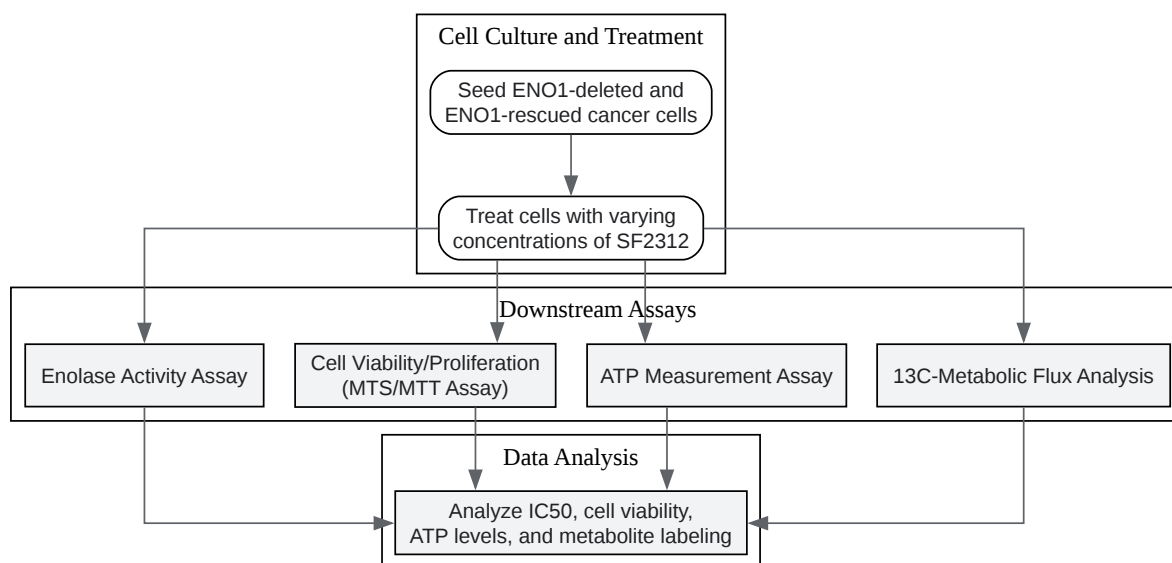 Cell Culture and Treatment
Seed ENO1-deleted and
ENO1-rescued cancer cells
Treat cells with varying
concentrations of SF2312
Downstream Assays
Enolase Activity Assay
Cell Viability/Proliferation
(MTS/MTT Assay)
ATP Measurement Assay
13C-Metabolic Flux Analysis
Data Analysis
Analyze IC50, cell viability,
ATP levels, and metabolite labeling